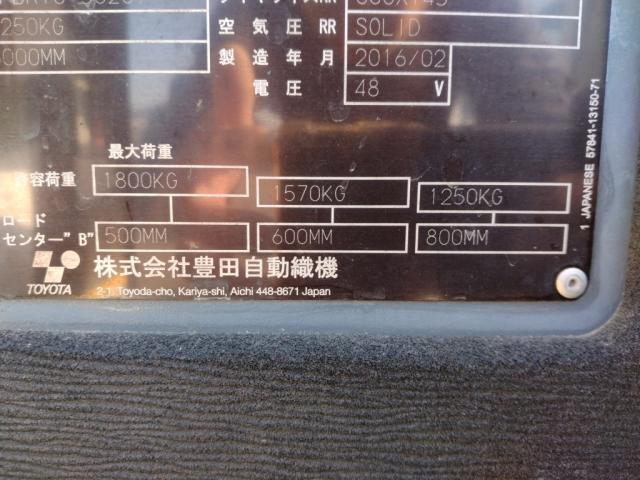 空気圧 RR SOLID
250KG
製造年月 2016/02
000MM
電圧 48 V
最大荷重
許容荷重 1800KG 1570KG 1250KG
ロード
センター"B" 500MM 600MM 800MM
株式会社豊田自動織機
TOYOTA 2-1, Toyoda-cho, Kariya-shi, Aichi 448-8671 Japan
1 JAPANESE 57841-13150-71